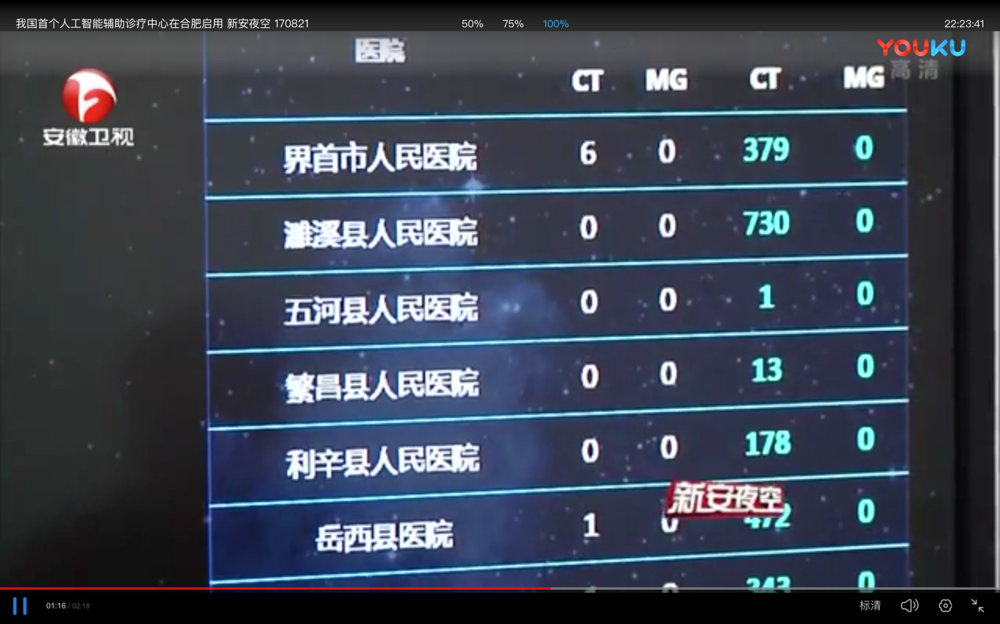 我国首个人工智能辅助诊疗中心在合肥启用 新安夜空 170821 50% 75% 100% 22:23:41
YOUKU
高清
安徽卫视
医院
CT MG CT MG
界首市人民医院 6 0 379 0
濉溪县人民医院 0 0 730 0
五河县人民医院 0 0 1 0
繁昌县人民医院 0 0 13 0
利辛县人民医院 0 0 178 0
新安夜空
岳西县医院 1 0 472 0
343 0
01:16 / 02:18 标清